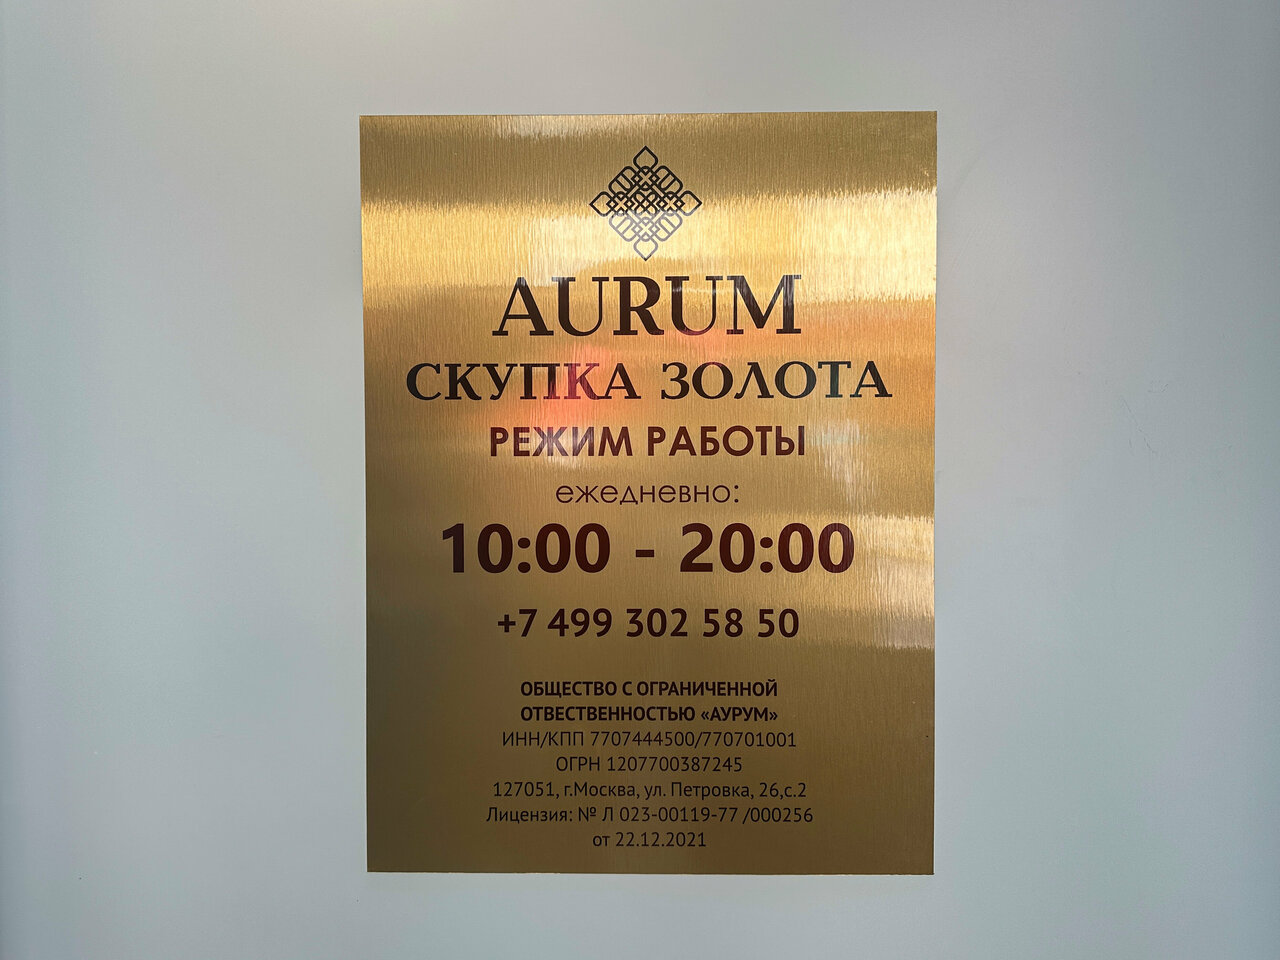 AURUM
СКУПКА ЗОЛОТА
РЕЖИМ РАБОТЫ
ежедневно:
10:00 - 20:00
+7 499 302 58 50
ОБЩЕСТВО С ОГРАНИЧЕННОЙ
ОТВЕСТВЕННОСТЬЮ «АУРУМ»
ИНН/КПП 7707444500/770701001
ОГРН 1207700387245
127051, г.Москва, ул. Петровка, 26,с.2
Лицензия: № Л 023-00119-77 /000256
от 22.12.2021